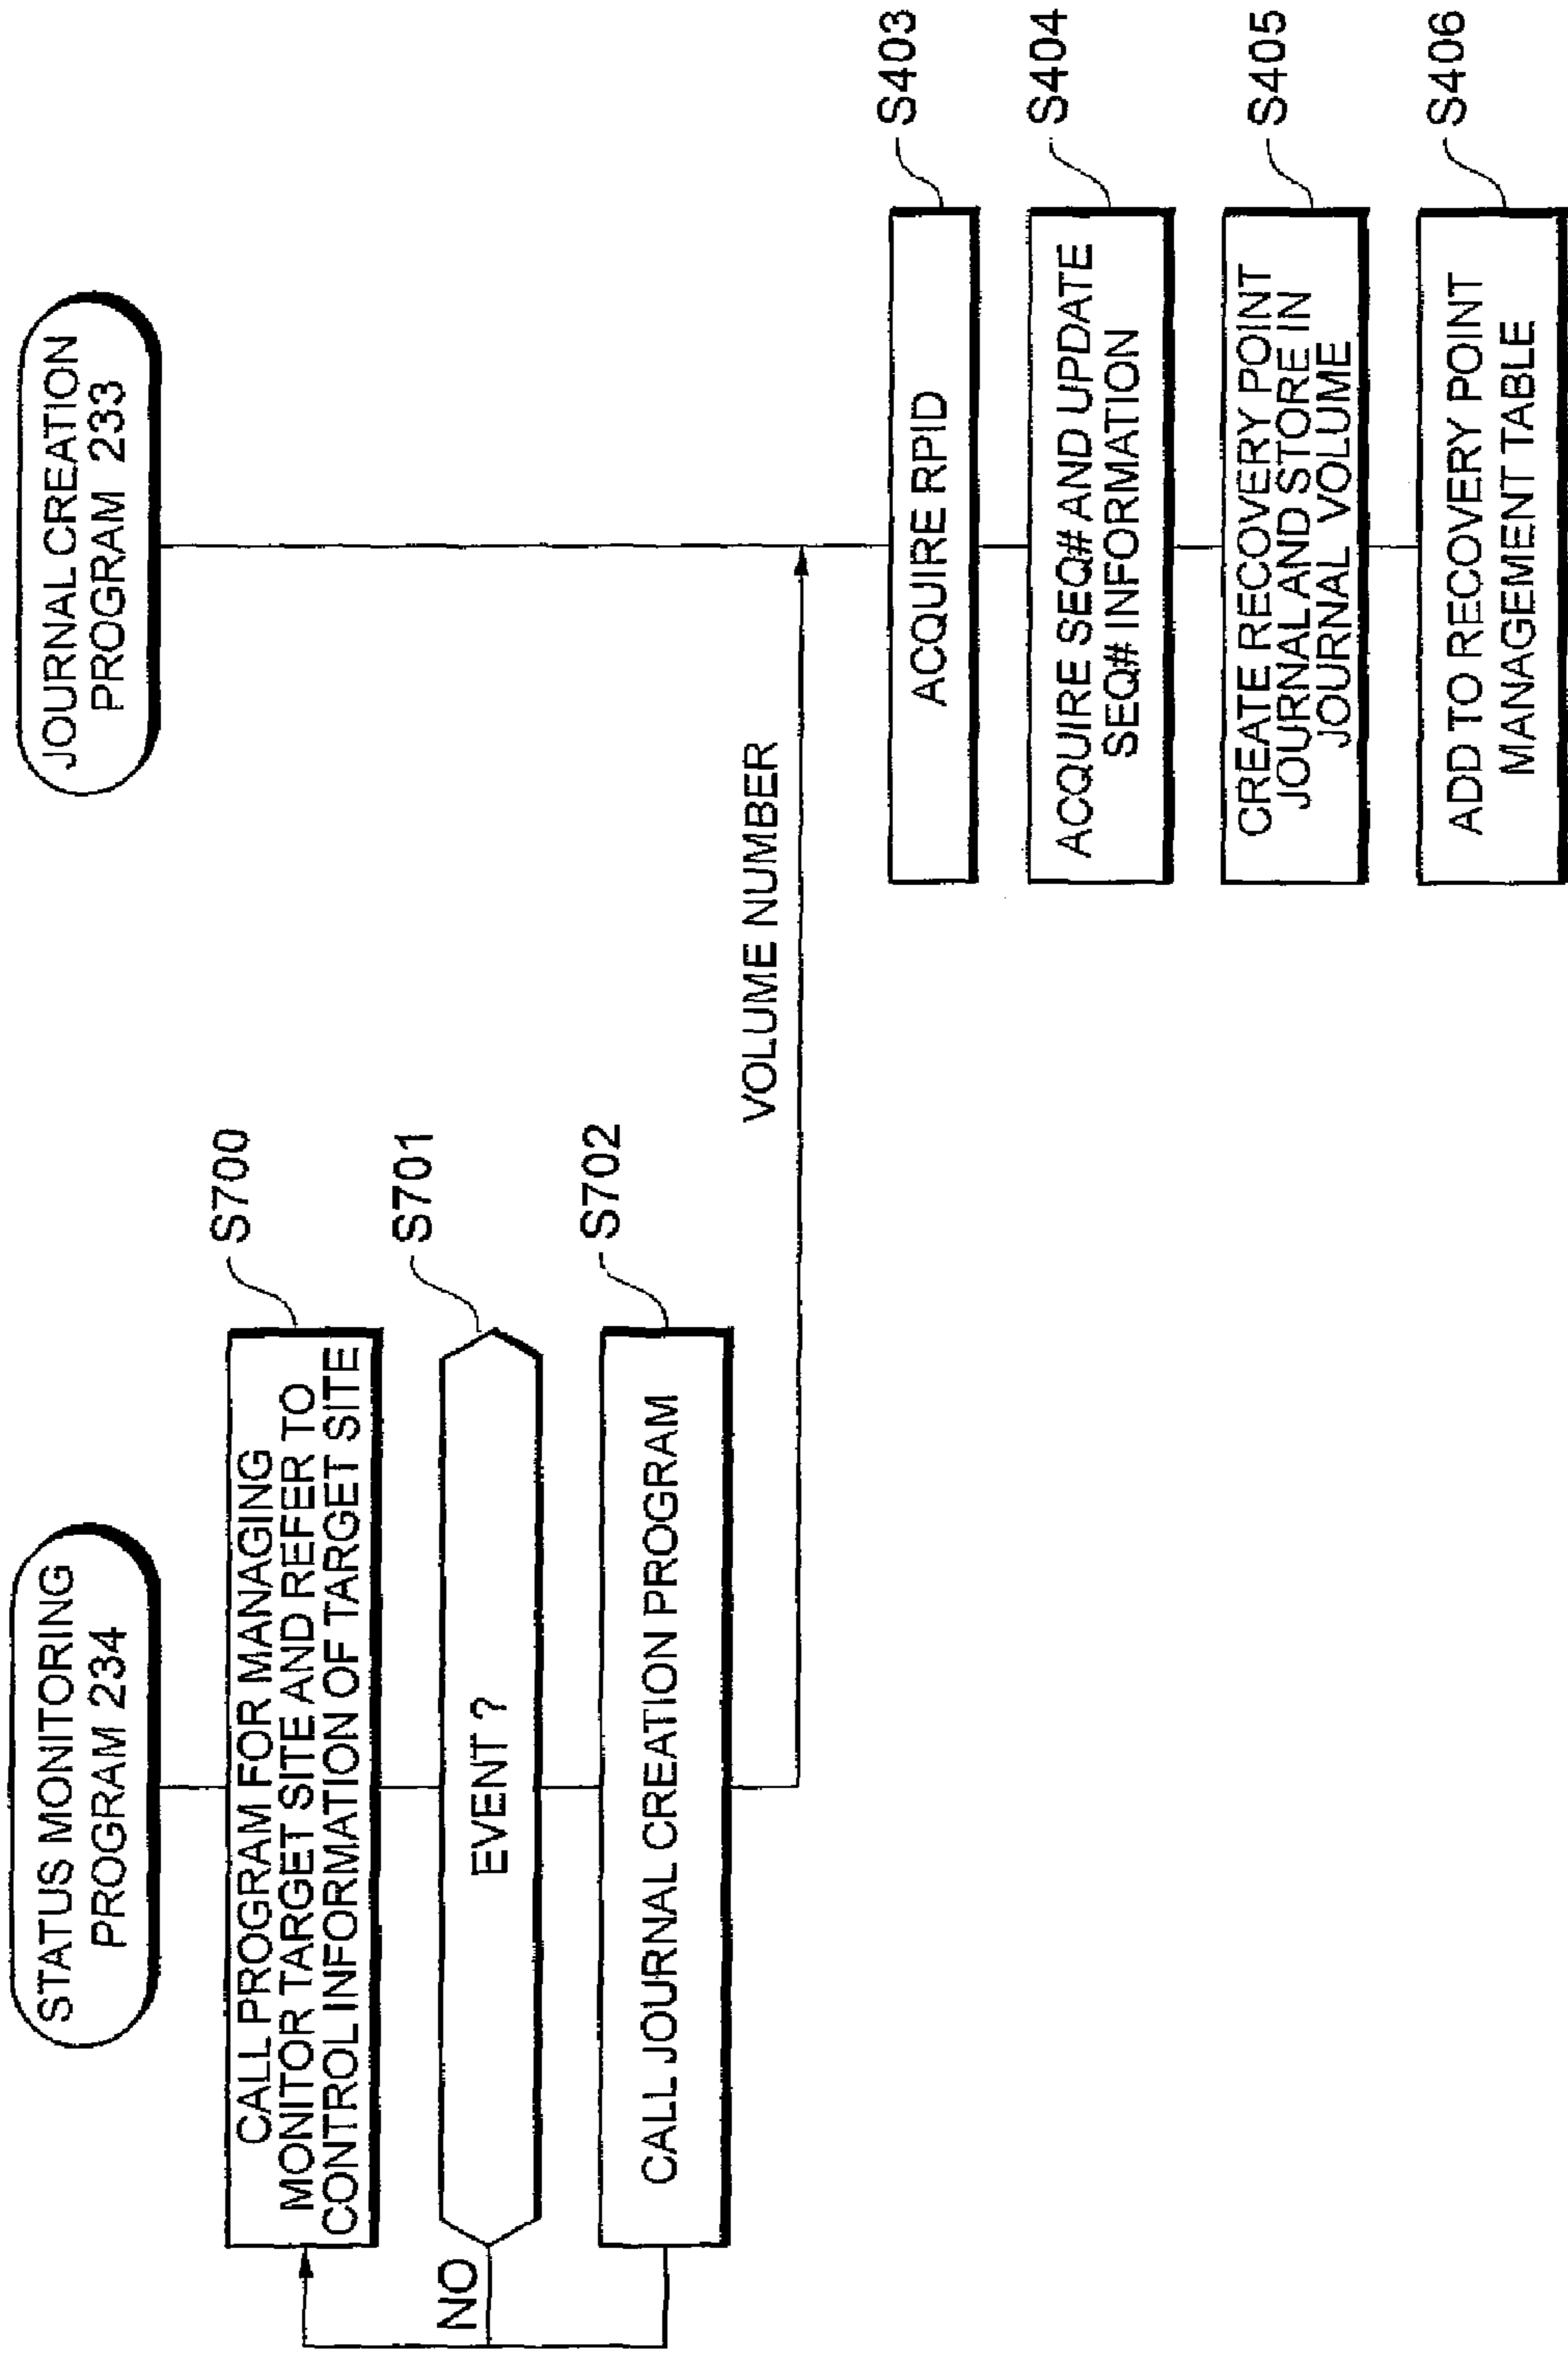 STATUS MONITORING
PROGRAM 234
CALL PROGRAM FOR MANAGING
MONITOR TARGET SITE AND REFER TO
CONTROL INFORMATION OF TARGET SITE
S700
EVENT ?
S701
NO
CALL JOURNAL CREATION PROGRAM
S702
VOLUME NUMBER
JOURNAL CREATION
PROGRAM 233
ACQUIRE RPID
S403
ACQUIRE SEQ# AND UPDATE
SEQ# INFORMATION
S404
CREATE RECOVERY POINT
JOURNAL AND STORE IN
JOURNAL VOLUME
S405
ADD TO RECOVERY POINT
MANAGEMENT TABLE
S406